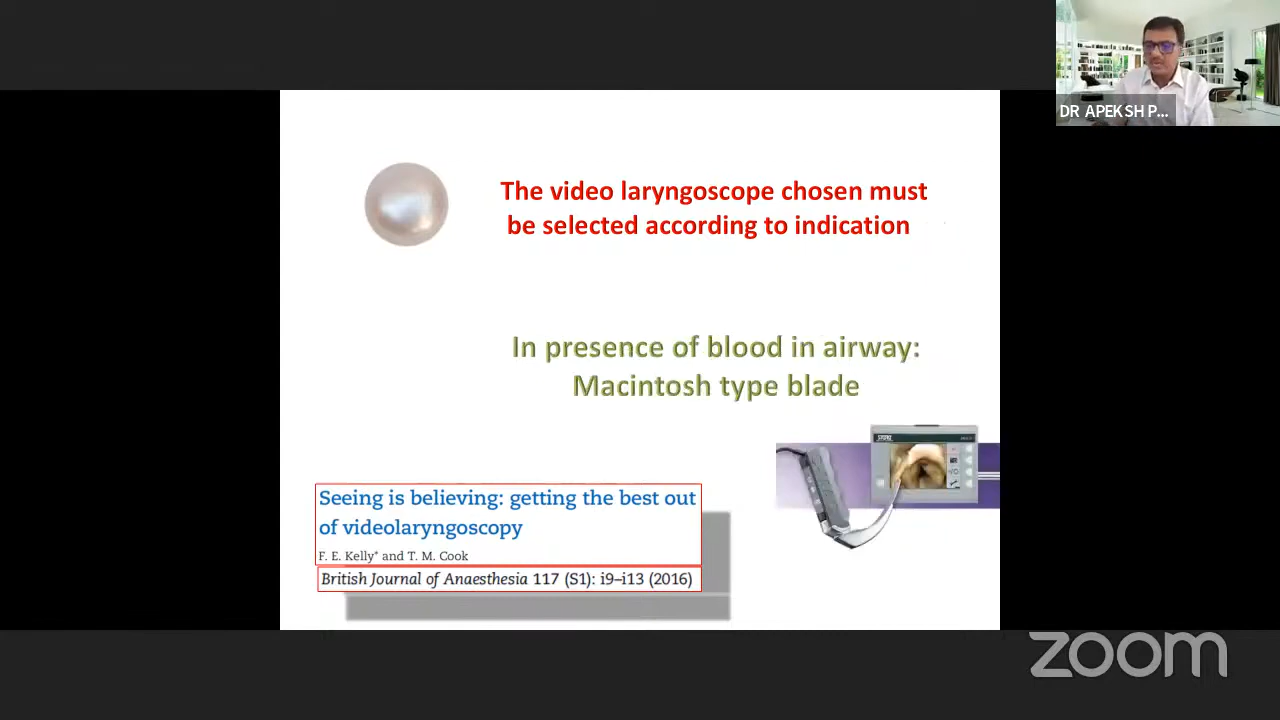 DR APEKSH P...
The video laryngoscope chosen must
be selected according to indication
In presence of blood in airway:
Macintosh type blade
STORZ
Seeing is believing: getting the best out
of videolaryngoscopy
F. E. Kelly* and T. M. Cook
British Journal of Anaesthesia 117 (S1): i9–i13 (2016)
zoom